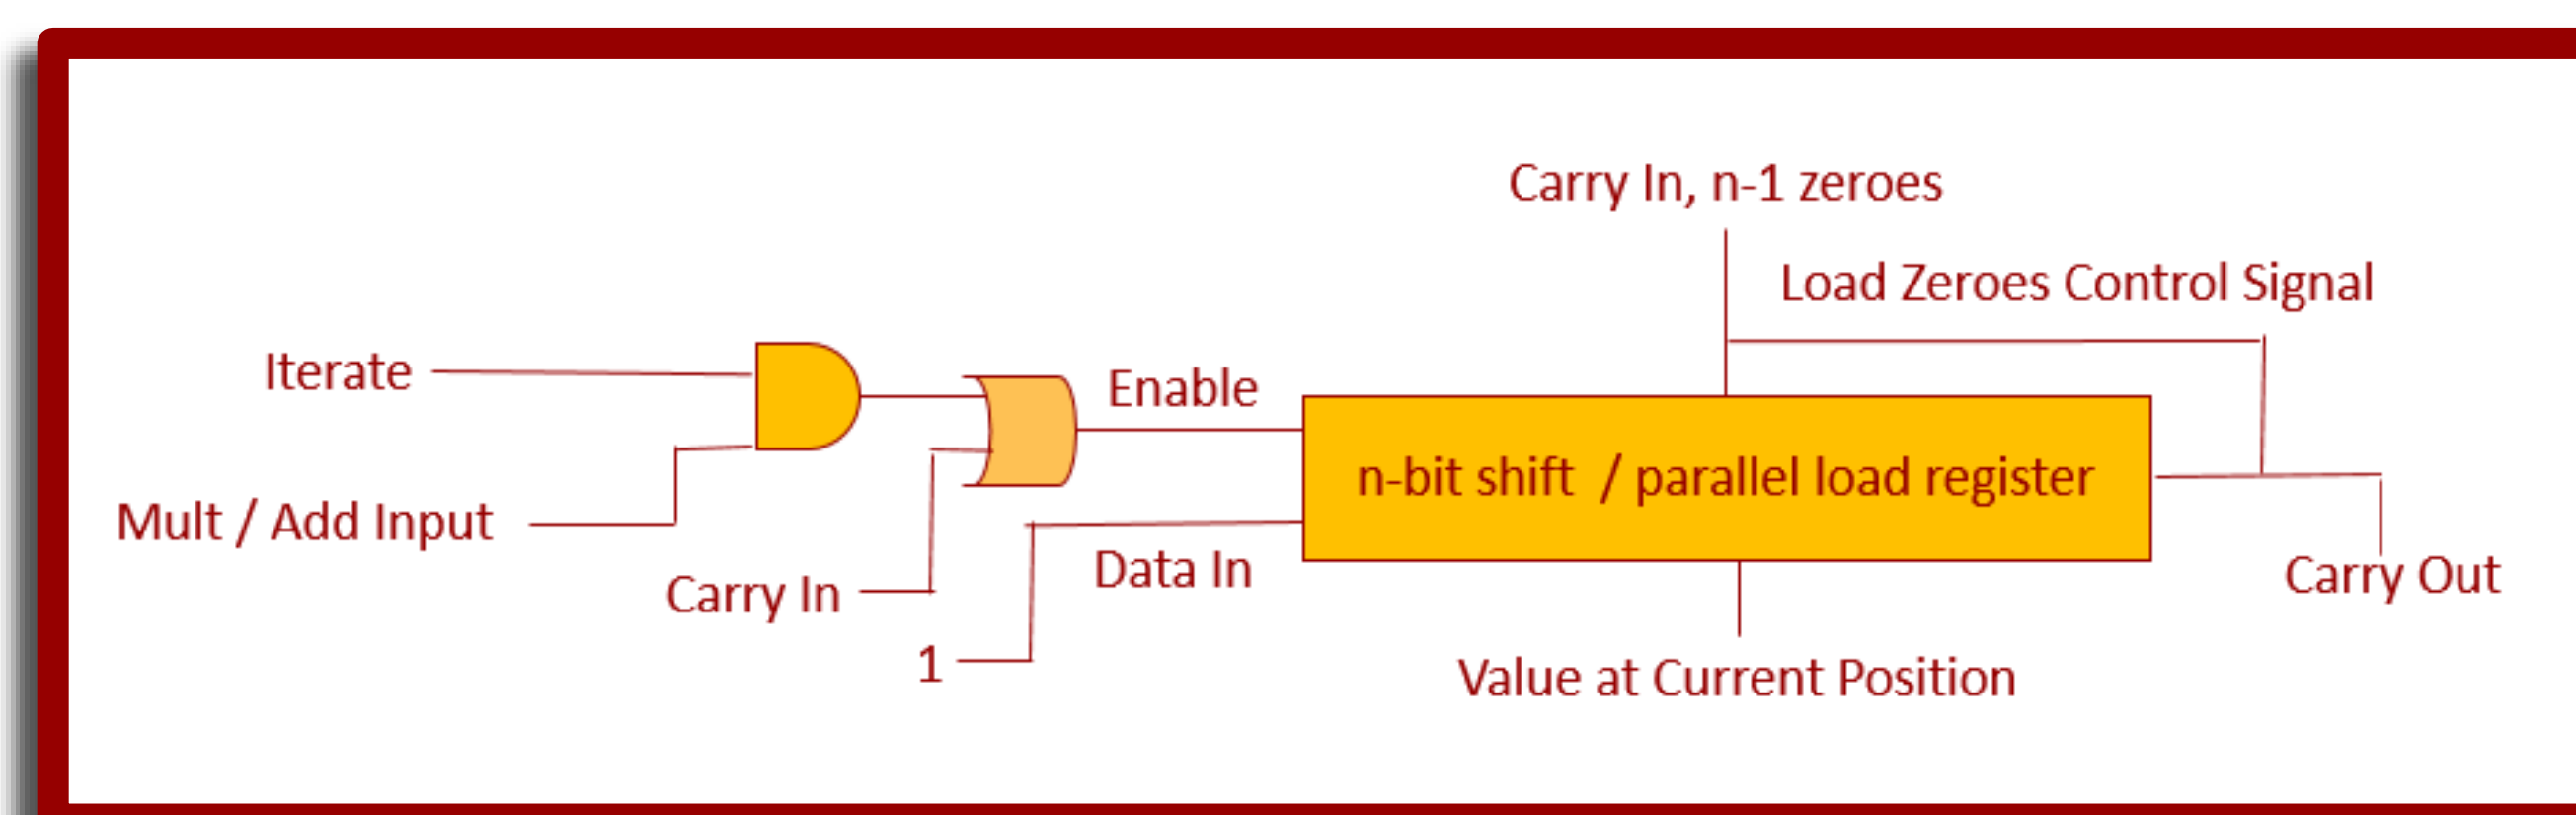 Carry In, n-1 zeroes
Load Zeroes Control Signal
Iterate
Enable
n-bit shift / parallel load register
Mult / Add Input
Data In
Carry In
Carry Out
1
Value at Current Position